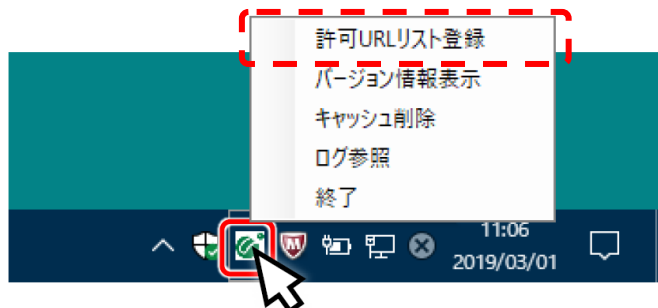 許可URLリスト登録
バージョン情報表示
キャッシュ削除
ログ参照
終了
11:06
2019/03/01